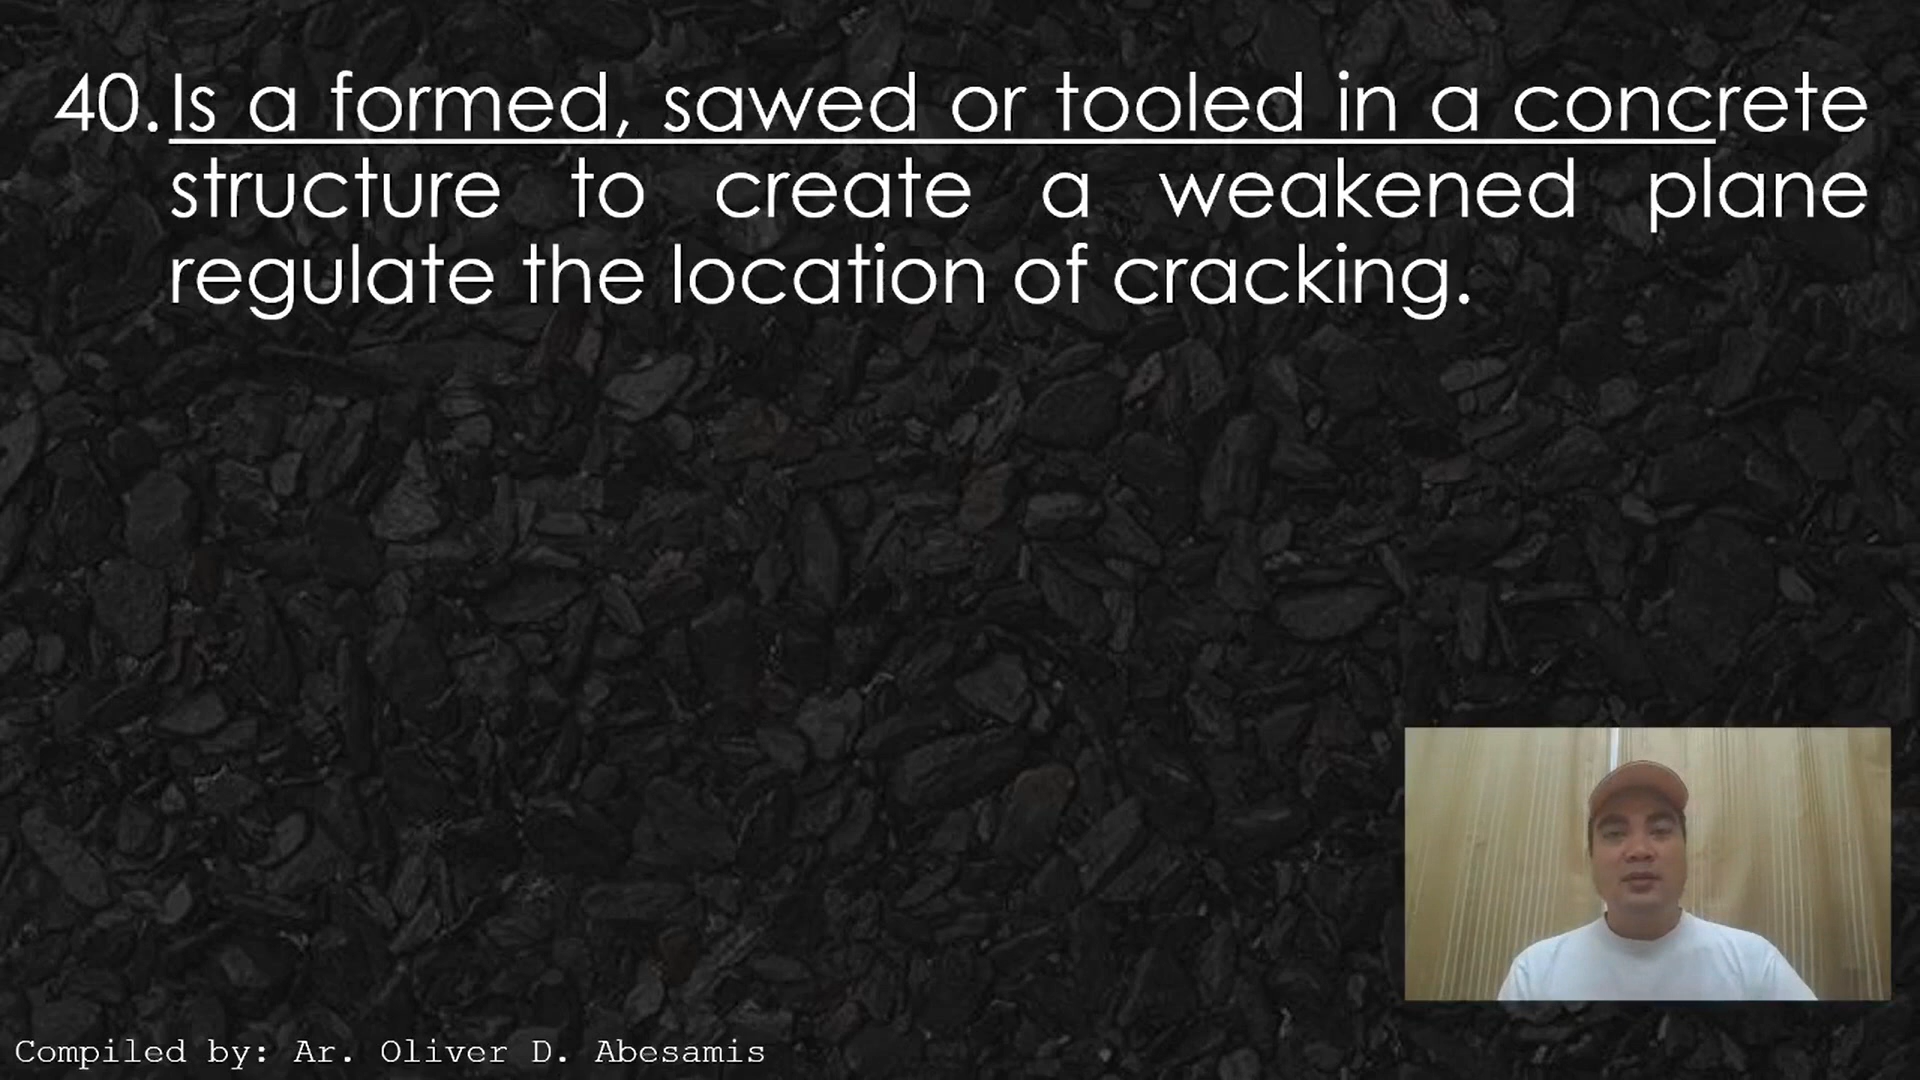 40. Is a formed, sawed or tooled in a concrete
structure to create a weakened plane
regulate the location of cracking.
Compiled by: Ar. Oliver D. Abesamis